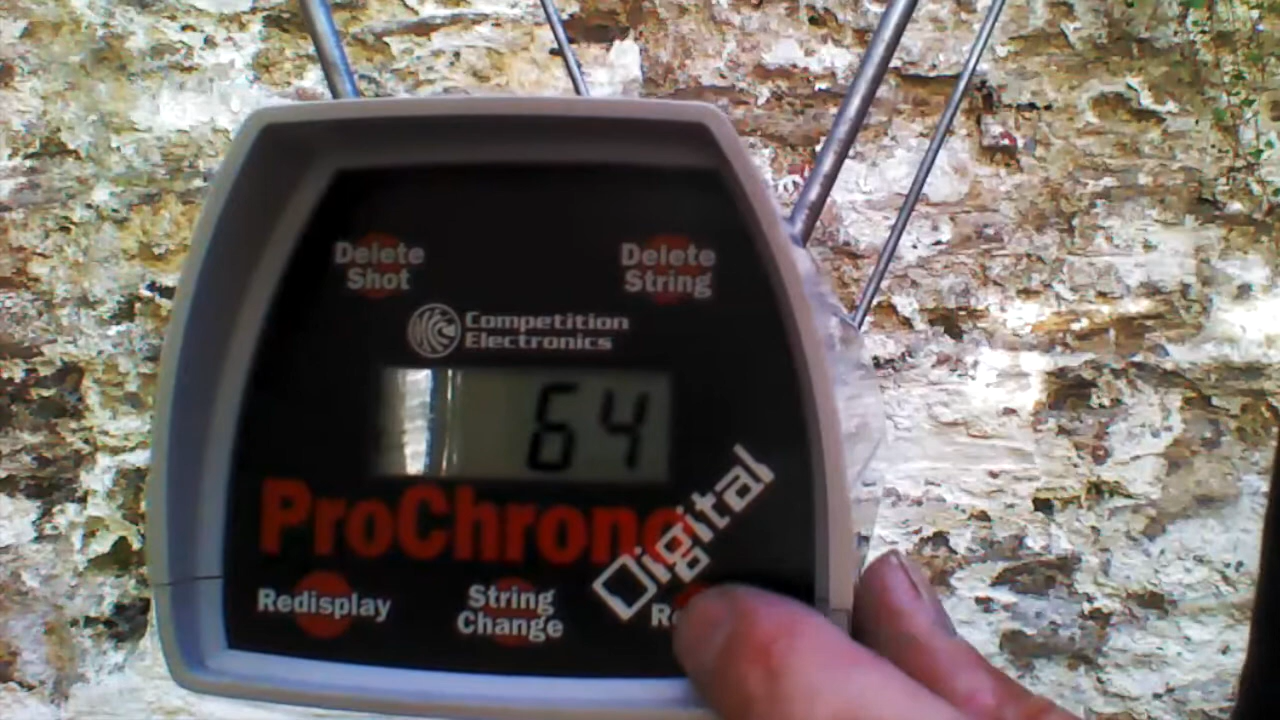 Delete
Shot
Delete
String
Competition
Electronics
64
ProChrono
Digital
Redisplay
String
Change